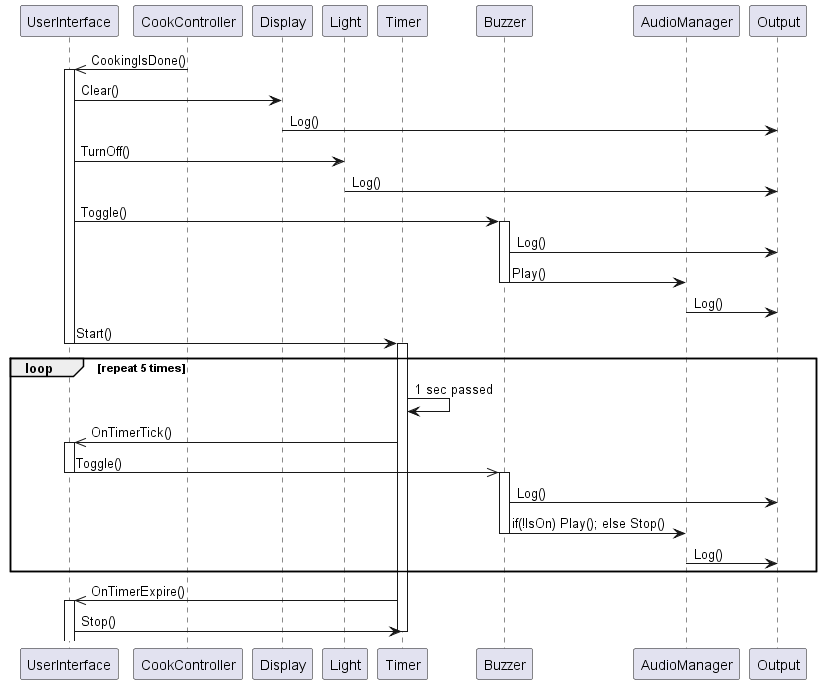 UserInterface CookController Display Light Timer Buzzer AudioManager Output
CookingIsDone()
Clear()
Log()
TurnOff()
Log()
Toggle()
Log()
Play()
Log()
Start()
loop [repeat 5 times]
1 sec passed
OnTimerTick()
Toggle()
Log()
if(!IsOn) Play(); else Stop()
Log()
OnTimerExpire()
Stop()
UserInterface CookController Display Light Timer Buzzer AudioManager Output